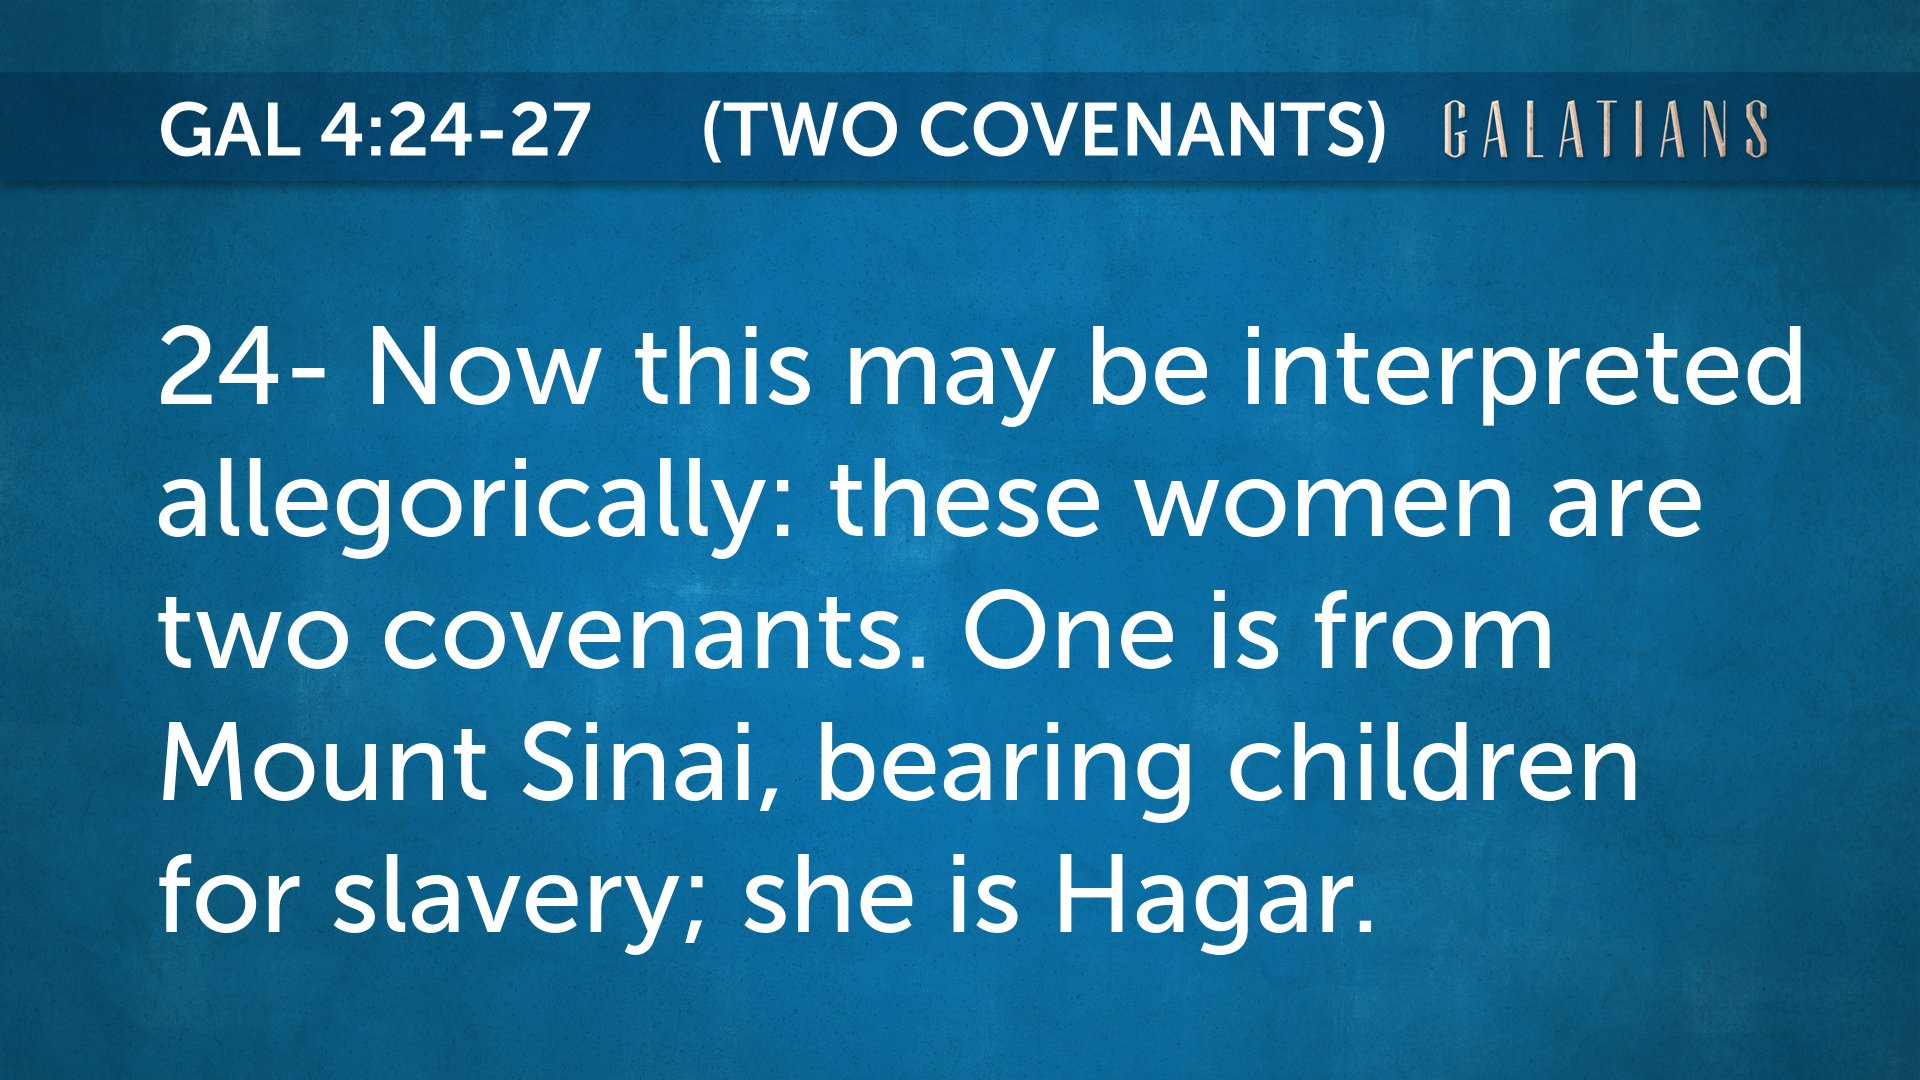 GAL 4:24-27 (TWO COVENANTS) GALATIANS
24- Now this may be interpreted
allegorically: these women are
two covenants. One is from
Mount Sinai, bearing children
for slavery; she is Hagar.